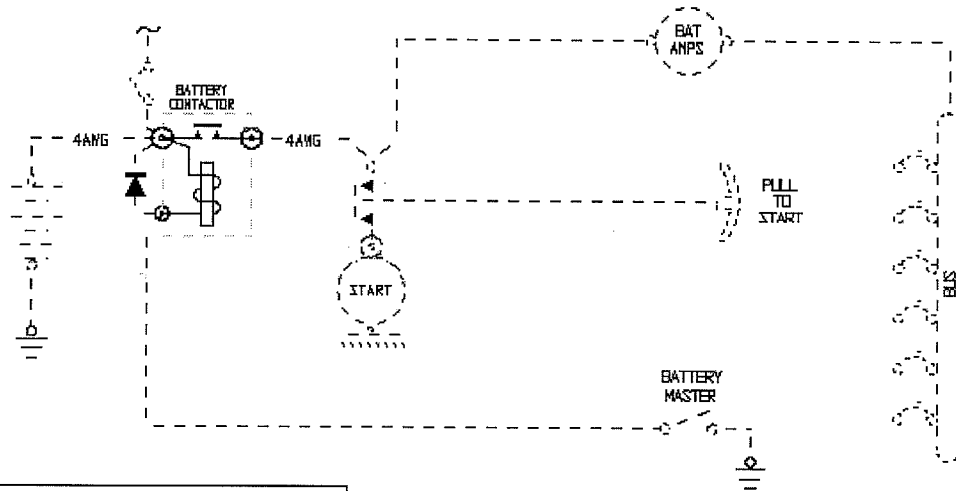 BAT
AMPS
BATTERY
CONTACTOR
4AWG
4AWG
PULL
TO
START
START
BUS
BATTERY
MASTER